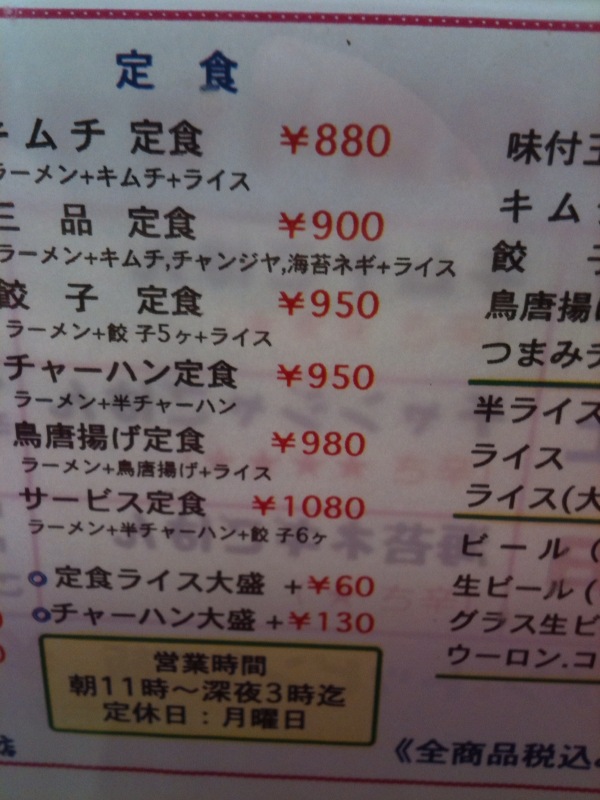 定食
キムチ 定食 ￥880
ラーメン+キムチ+ライス
三品 定食 ￥900
ラーメン+キムチ,チャンジヤ,海苔ネギ+ライス
餃子 定食 ￥950
ラーメン+餃子5ヶ+ライス
チャーハン定食 ￥950
ラーメン+半チャーハン
鳥唐揚げ定食 ￥980
ラーメン+鳥唐揚げ+ライス
サービス定食 ￥1080
ラーメン+半チャーハン+餃子6ヶ
定食ライス大盛 +￥60
チャーハン大盛 +￥130
営業時間
朝11時～深夜3時迄
定休日：月曜日
味付玉
キム
餃
鳥唐揚
つまみ
半ライス
ライス
ライス(大
ビール(
生ビール(
グラス生ビ
ウーロン.コ
《全商品税込
店